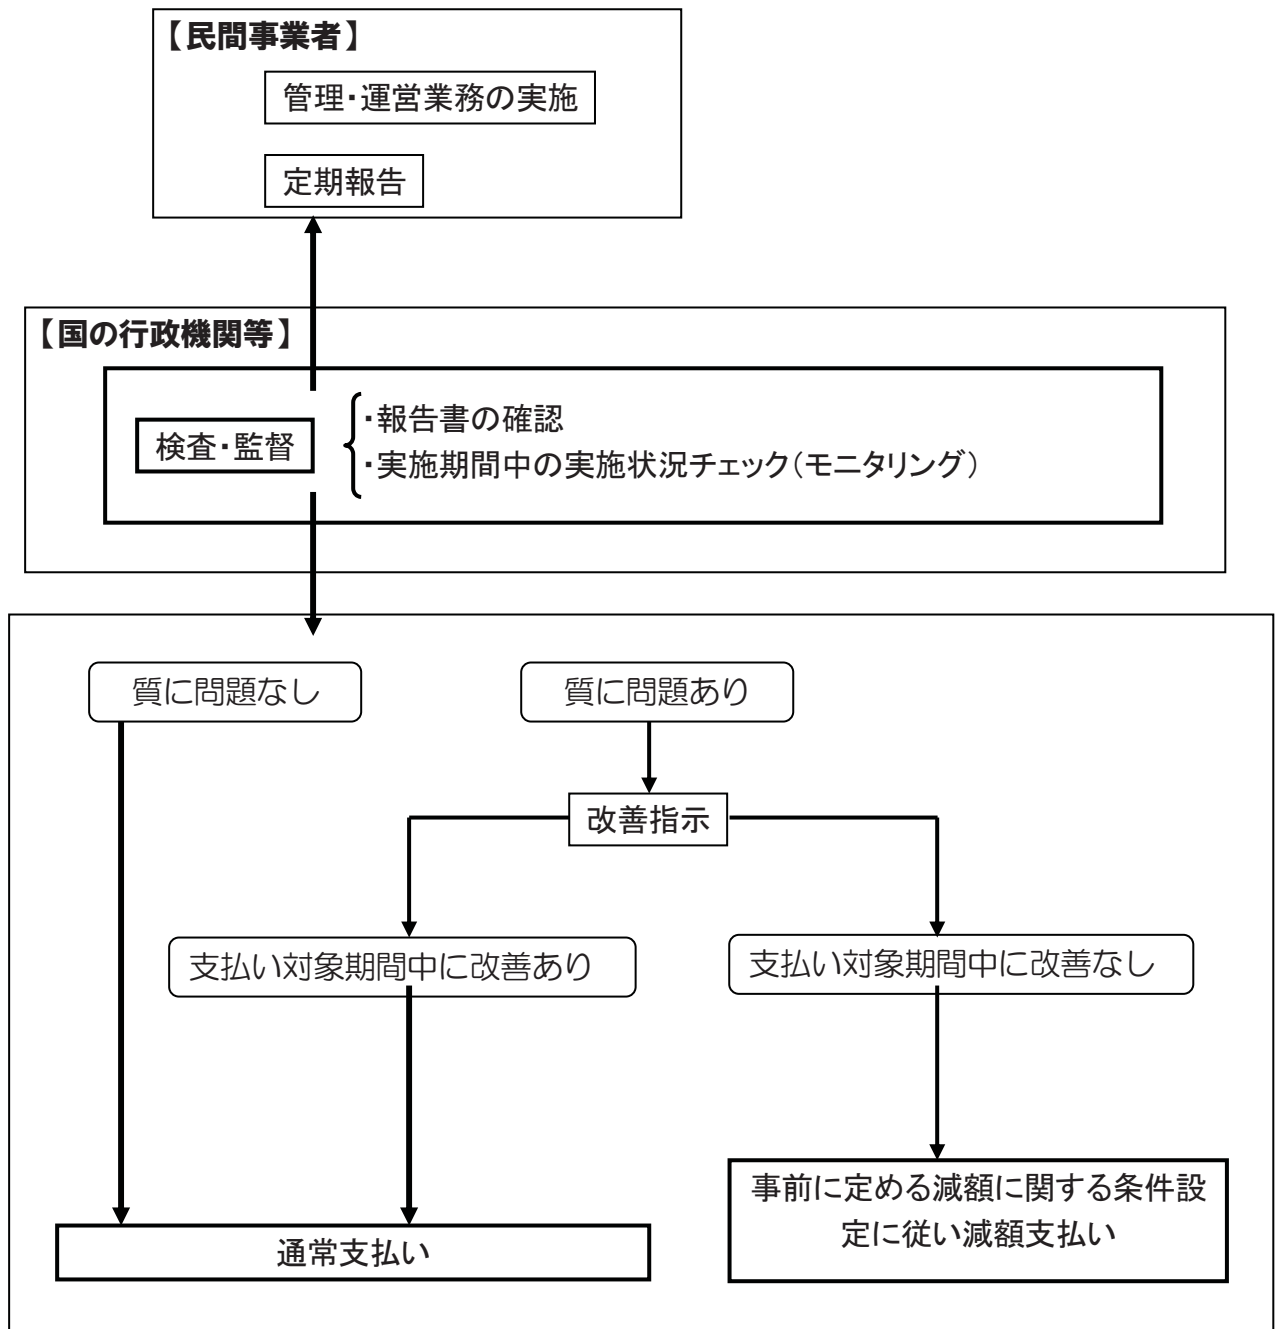 【民間事業者】
管理・運営業務の実施
定期報告
【国の行政機関等】
検査・監督
・報告書の確認
・実施期間中の実施状況チェック（モニタリング）
質に問題なし
質に問題あり
改善指示
支払い対象期間中に改善あり
支払い対象期間中に改善なし
事前に定める減額に関する条件設
定に従い減額支払い
通常支払い